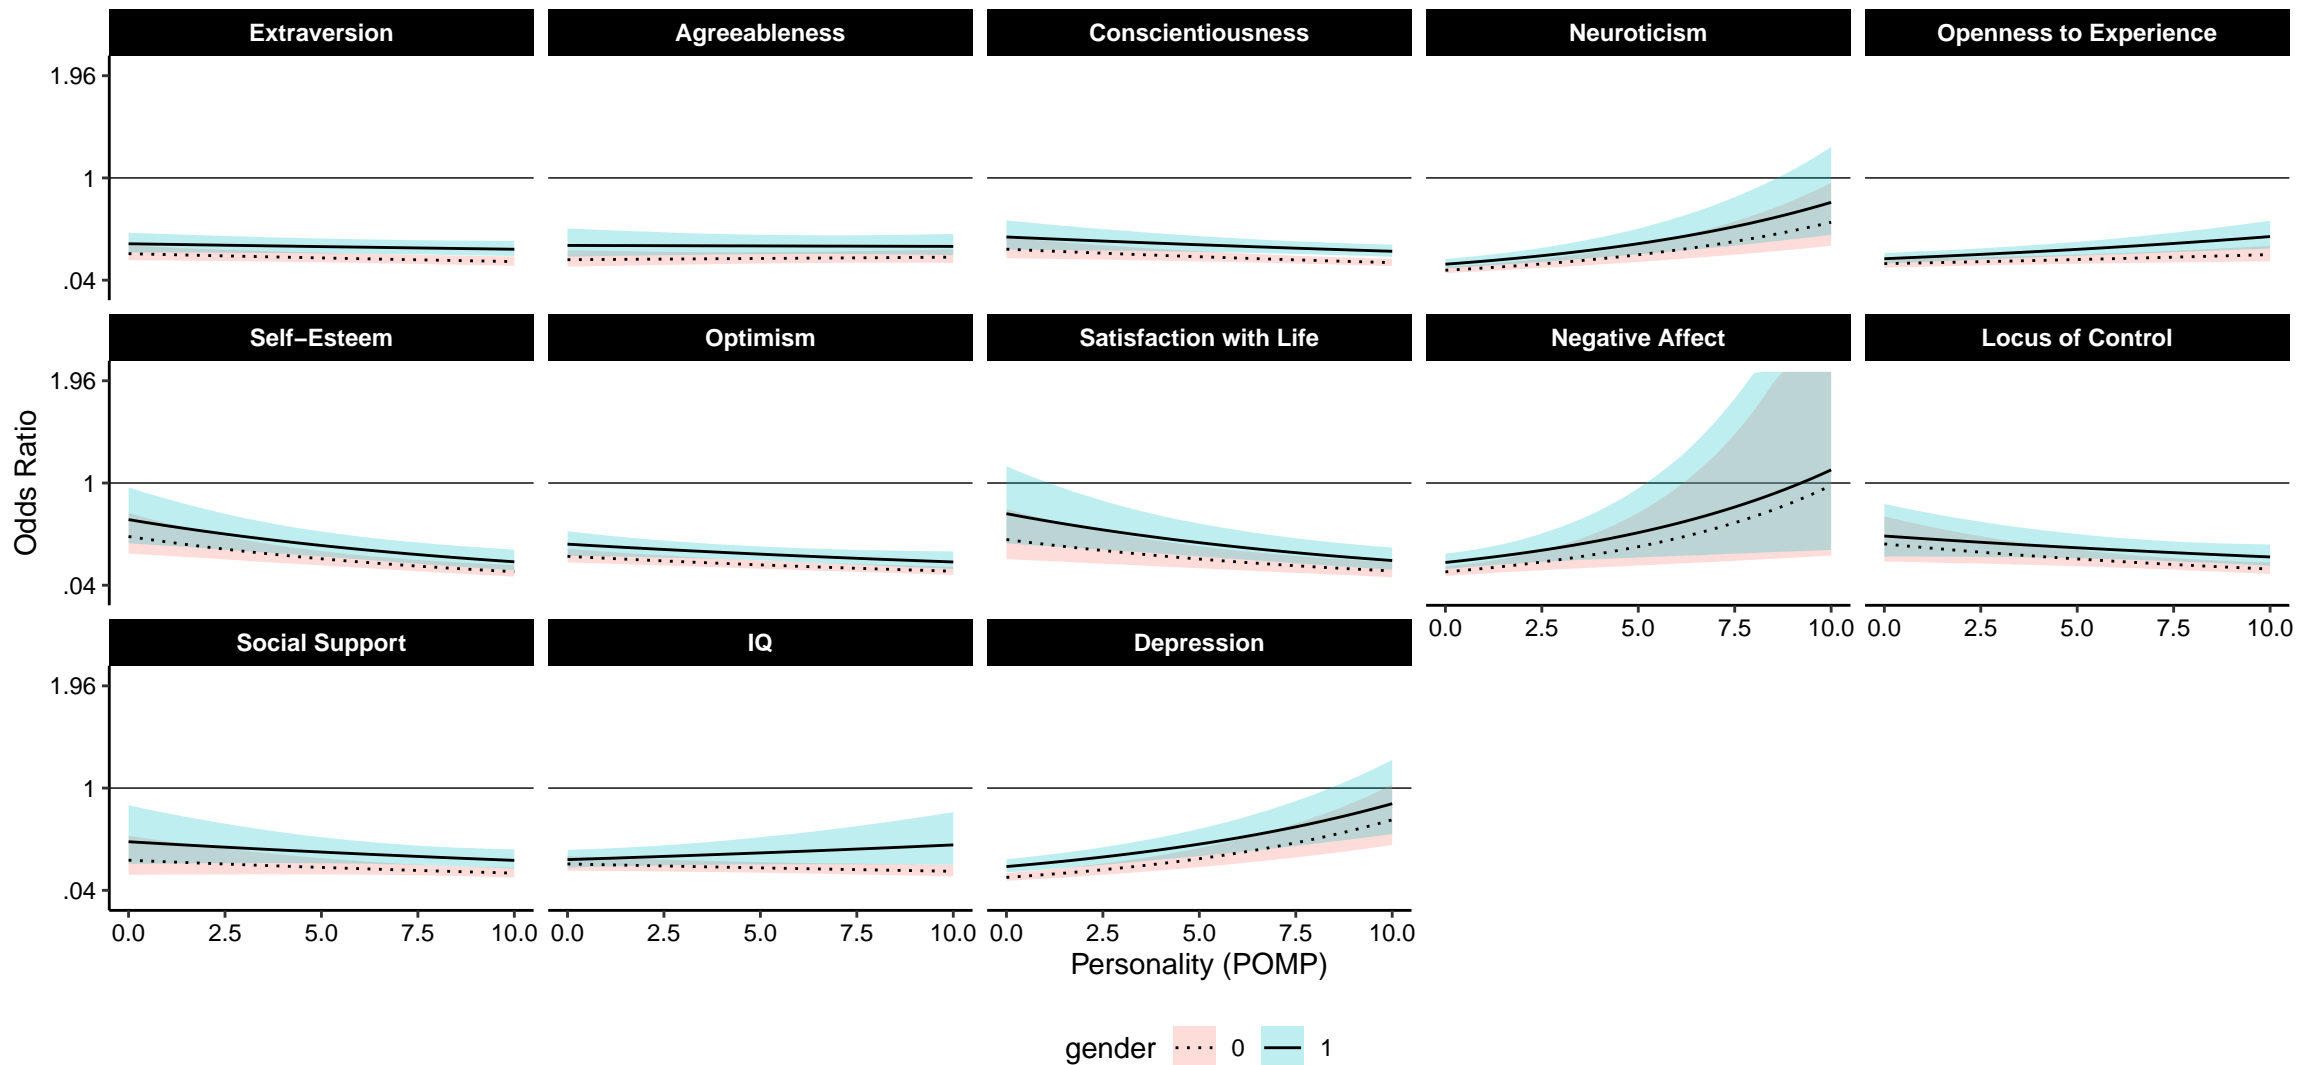 Extraversion Agreeableness Conscientiousness Neuroticism Openness to Experience
1.96
1
.04
Self−Esteem Optimism Satisfaction with Life Negative Affect Locus of Control
1.96
1
.04
0.0 2.5 5.0 7.5 10.0 0.0 2.5 5.0 7.5 10.0
Social Support IQ Depression
1.96
1
.04
0.0 2.5 5.0 7.5 10.0 0.0 2.5 5.0 7.5 10.0 0.0 2.5 5.0 7.5 10.0
Odds Ratio
Personality (POMP)
gender 0 1